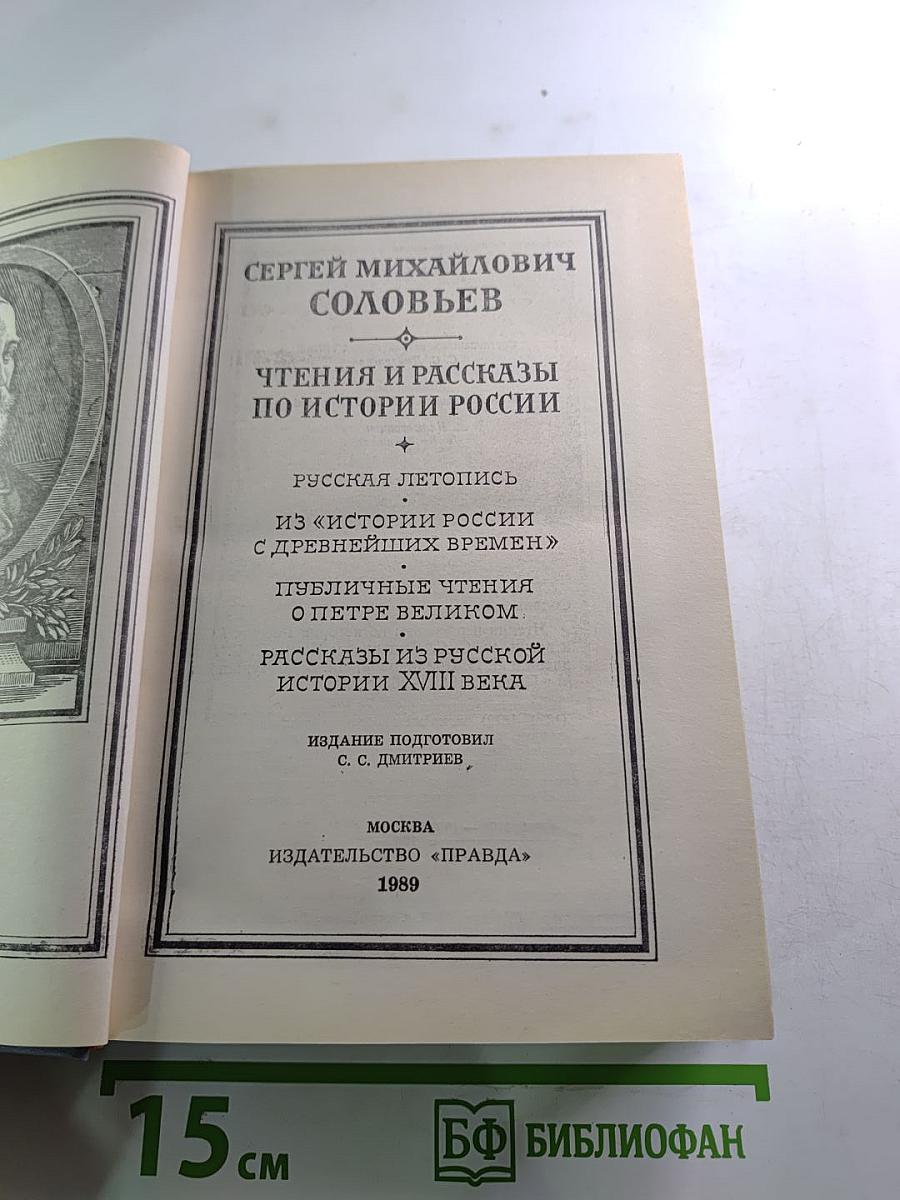 СЕРГЕЙ МИХАЙЛОВИЧ
СОЛОВЬЕВ
ЧТЕНИЯ И РАССКАЗЫ
ПО ИСТОРИИ РОССИИ
РУССКАЯ ЛЕТОПИСЬ
ИЗ «ИСТОРИИ РОССИИ
С ДРЕВНЕЙШИХ ВРЕМЕН»
ПУБЛИЧНЫЕ ЧТЕНИЯ
О ПЕТРЕ ВЕЛИКОМ
РАССКАЗЫ ИЗ РУССКОЙ
ИСТОРИИ XVIII ВЕКА
ИЗДАНИЕ ПОДГОТОВИЛ
С. С. ДМИТРИЕВ
МОСКВА
ИЗДАТЕЛЬСТВО «ПРАВДА»
1989
15 см
БФ БИБЛИОФАН